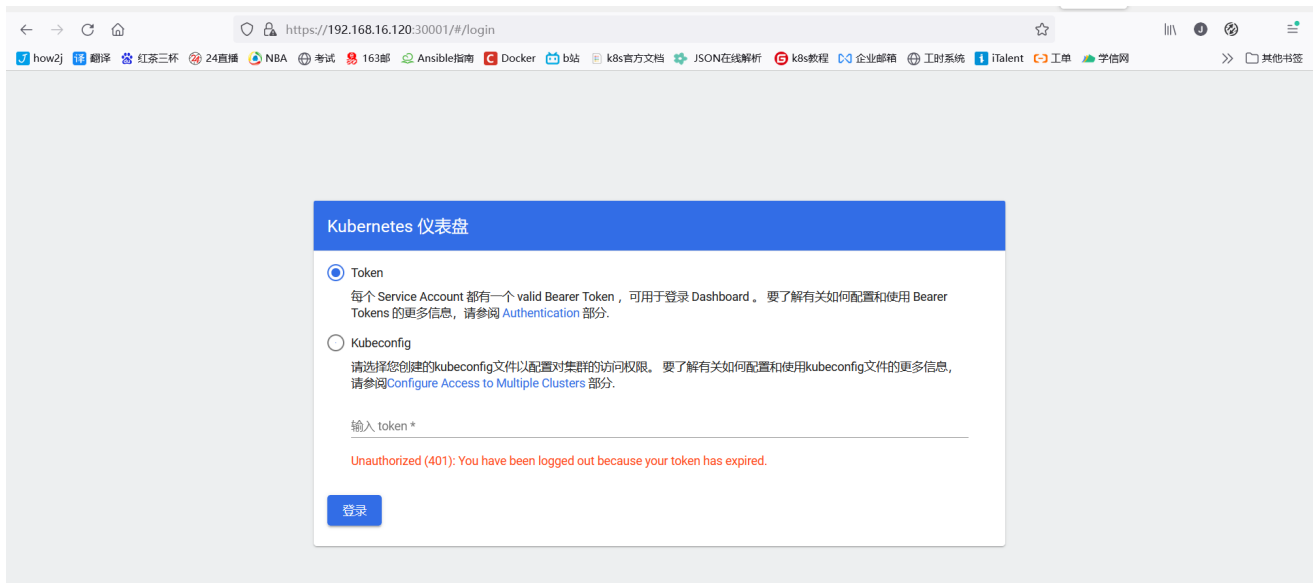 https://192.168.16.120:30001/#/login
how2j 译 翻译 红茶三杯 24直播 NBA 考试 163邮 Ansible指南 C Docker b站 k8s官方文档 JSON在线解析 k8s教程 企业邮箱 工时系统 iTalent 工单 学信网 其他书签
Kubernetes 仪表盘
Token
每个 Service Account 都有一个 valid Bearer Token ，可用于登录 Dashboard 。 要了解有关如何配置和使用 Bearer
Tokens 的更多信息，请参阅 Authentication 部分.
Kubeconfig
请选择您创建的kubeconfig文件以配置对集群的访问权限。 要了解有关如何配置和使用kubeconfig文件的更多信息，
请参阅Configure Access to Multiple Clusters 部分.
输入 token *
Unauthorized (401): You have been logged out because your token has expired.
登录